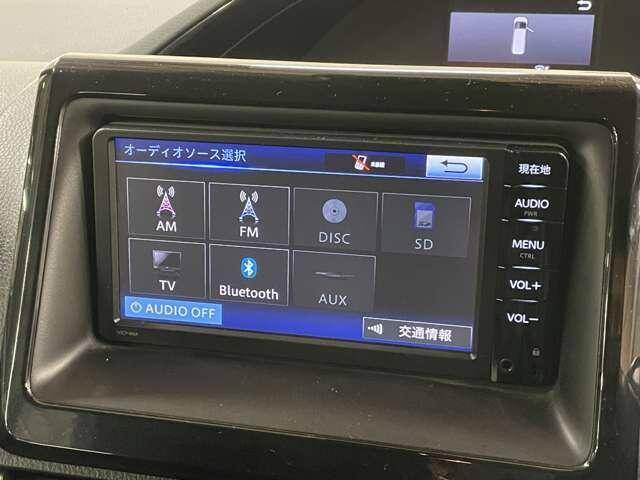 オーディオソース選択
現在地
AM
FM
DISC
SD
AUDIO
PWR
MENU
CTRL
TV
Bluetooth
AUX
VOL+
AUDIO OFF
交通情報
VOL-